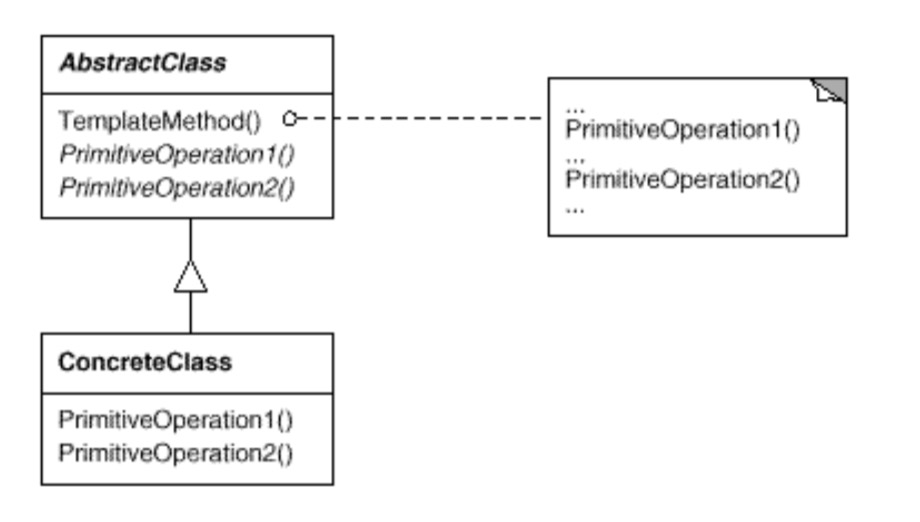 AbstractClass
TemplateMethod()
PrimitiveOperation1()
PrimitiveOperation2()
...
PrimitiveOperation1()
...
PrimitiveOperation2()
...
ConcreteClass
PrimitiveOperation1()
PrimitiveOperation2()